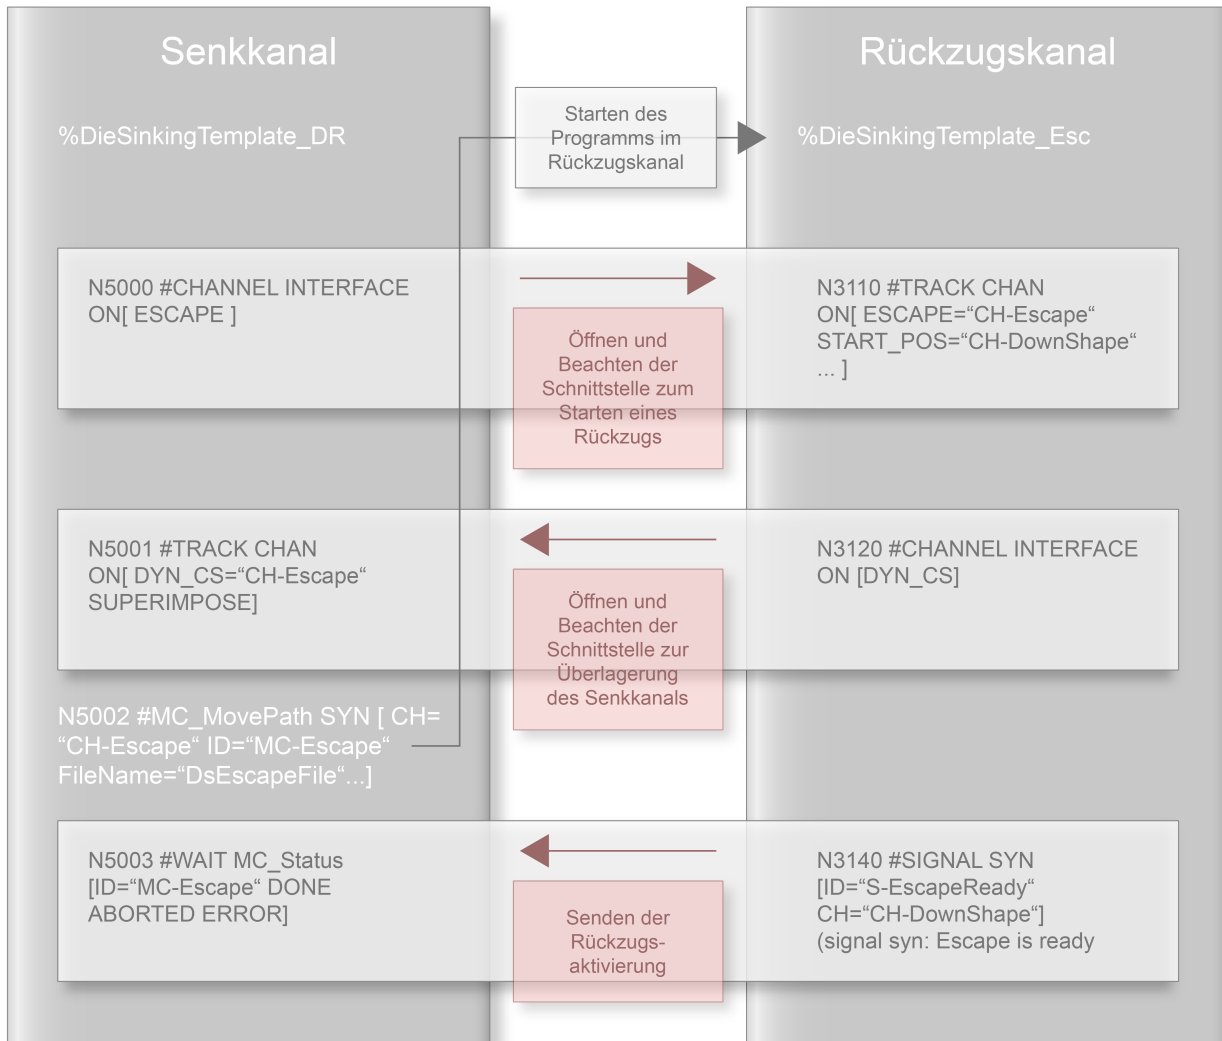 Senkkanal
Rückzugskanal
%DieSinkingTemplate_DR
Starten des
Programms im
Rückzugskanal
%DieSinkingTemplate_Esc
N5000 #CHANNEL INTERFACE
ON[ ESCAPE ]
Öffnen und
Beachten der
Schnittstelle zum
Starten eines
Rückzugs
N3110 #TRACK CHAN
ON[ ESCAPE=“CH-Escape“
START_POS=“CH-DownShape“
... ]
N5001 #TRACK CHAN
ON[ DYN_CS=“CH-Escape“
SUPERIMPOSE]
Öffnen und
Beachten der
Schnittstelle zur
Überlagerung
des Senkkanals
N3120 #CHANNEL INTERFACE
ON [DYN_CS]
N5002 #MC_MovePath SYN [ CH=
“CH-Escape“ ID=“MC-Escape“
FileName=“DsEscapeFile“...]
N5003 #WAIT MC_Status
[ID=“MC-Escape“ DONE
ABORTED ERROR]
Senden der
Rückzugs-
aktivierung
N3140 #SIGNAL SYN
[ID=“S-EscapeReady“
CH=“CH-DownShape“]
(signal syn: Escape is ready